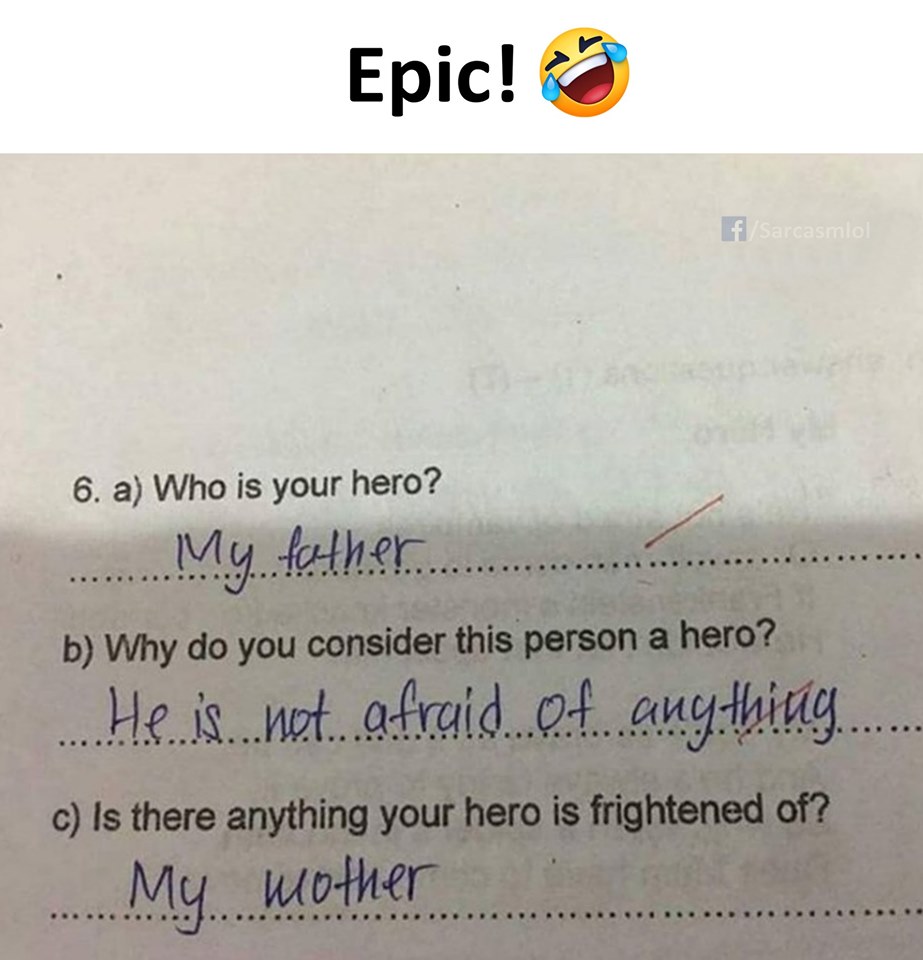 Epic! 🤣
f/Sarcasmlol
6. a) Who is your hero?
My father
b) Why do you consider this person a hero?
He is not afraid of anything
c) Is there anything your hero is frightened of?
My mother